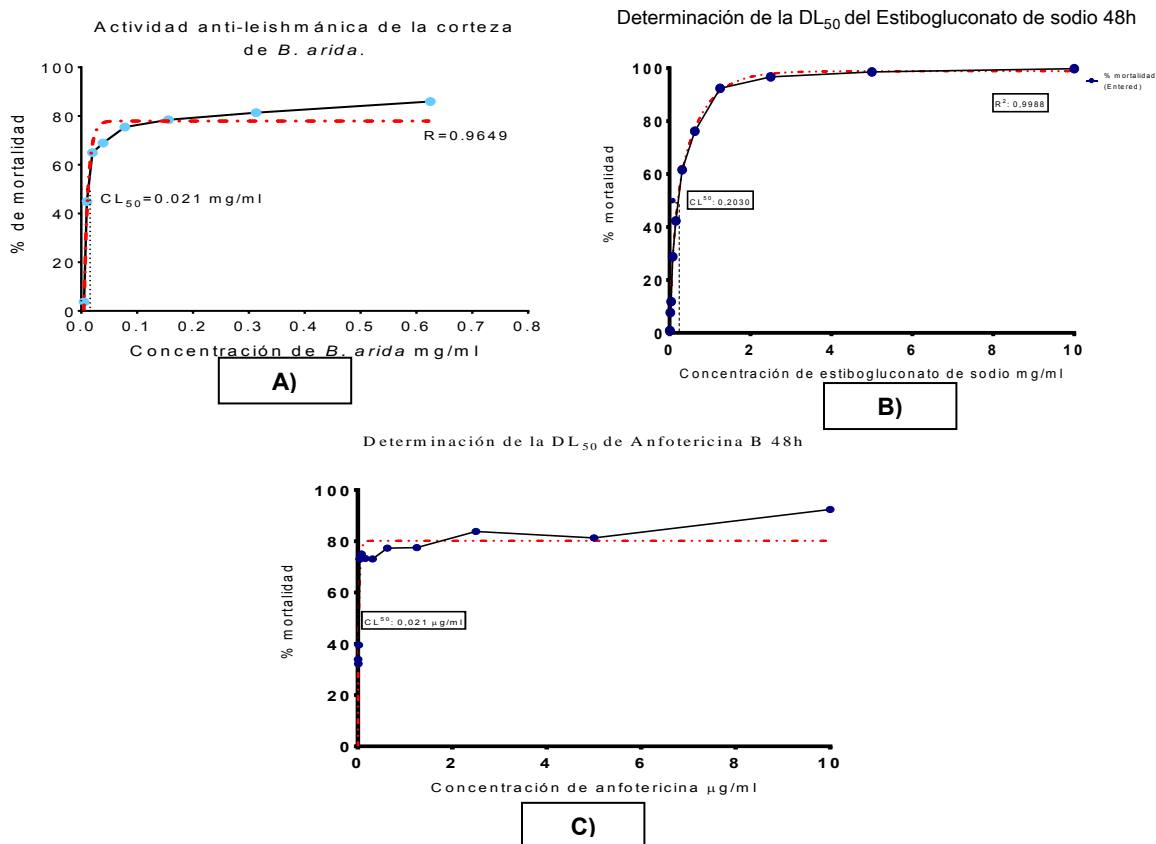 Actividad anti-leishmánica de la corteza
de B. arida.
% de mortalidad
100
80
60
40
20
0
R=0.9649
CL50=0.021 mg/ml
0.0 0.1 0.2 0.3 0.4 0.5 0.6 0.7 0.8
Concentración de B. arida mg/ml
A)
Determinación de la DL50 del Estibogluconato de sodio 48h
% mortalidad
100
80
60
40
20
0
% mortalidad
(Entered)
R2: 0,9988
CL50: 0,2030
0 2 4 6 8 10
Concentración de estibogluconato de sodio mg/ml
B)
Determinación de la DL50 de Anfotericina B 48h
% mortalidad
100
80
60
40
20
0
CL50: 0,021 µg/ml
0 2 4 6 8 10
Concentración de anfotericina µg/ml
C)